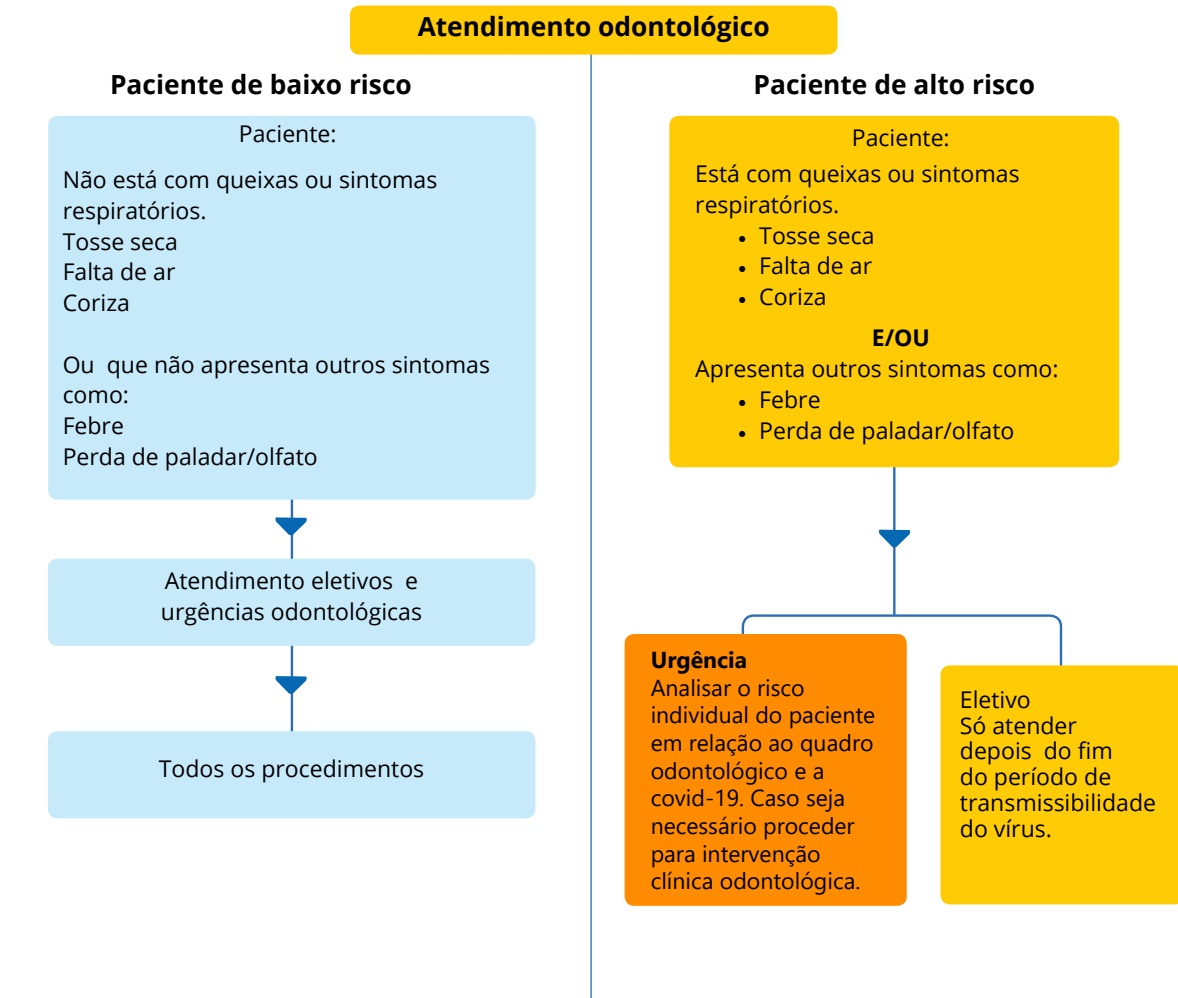 Atendimento odontológico
Paciente de baixo risco
Paciente:
Não está com queixas ou sintomas
respiratórios.
Tosse seca
Falta de ar
Coriza
Ou que não apresenta outros sintomas
como:
Febre
Perda de paladar/olfato
Atendimento eletivos e
urgências odontológicas
Todos os procedimentos
Paciente de alto risco
Paciente:
Está com queixas ou sintomas
respiratórios.
• Tosse seca
• Falta de ar
• Coriza
E/OU
Apresenta outros sintomas como:
• Febre
• Perda de paladar/olfato
Urgência
Analisar o risco
individual do paciente
em relação ao quadro
odontológico e a
covid-19. Caso seja
necessário proceder
para intervenção
clínica odontológica.
Eletivo
Só atender
depois do fim
do período de
transmissibilidade
do vírus.